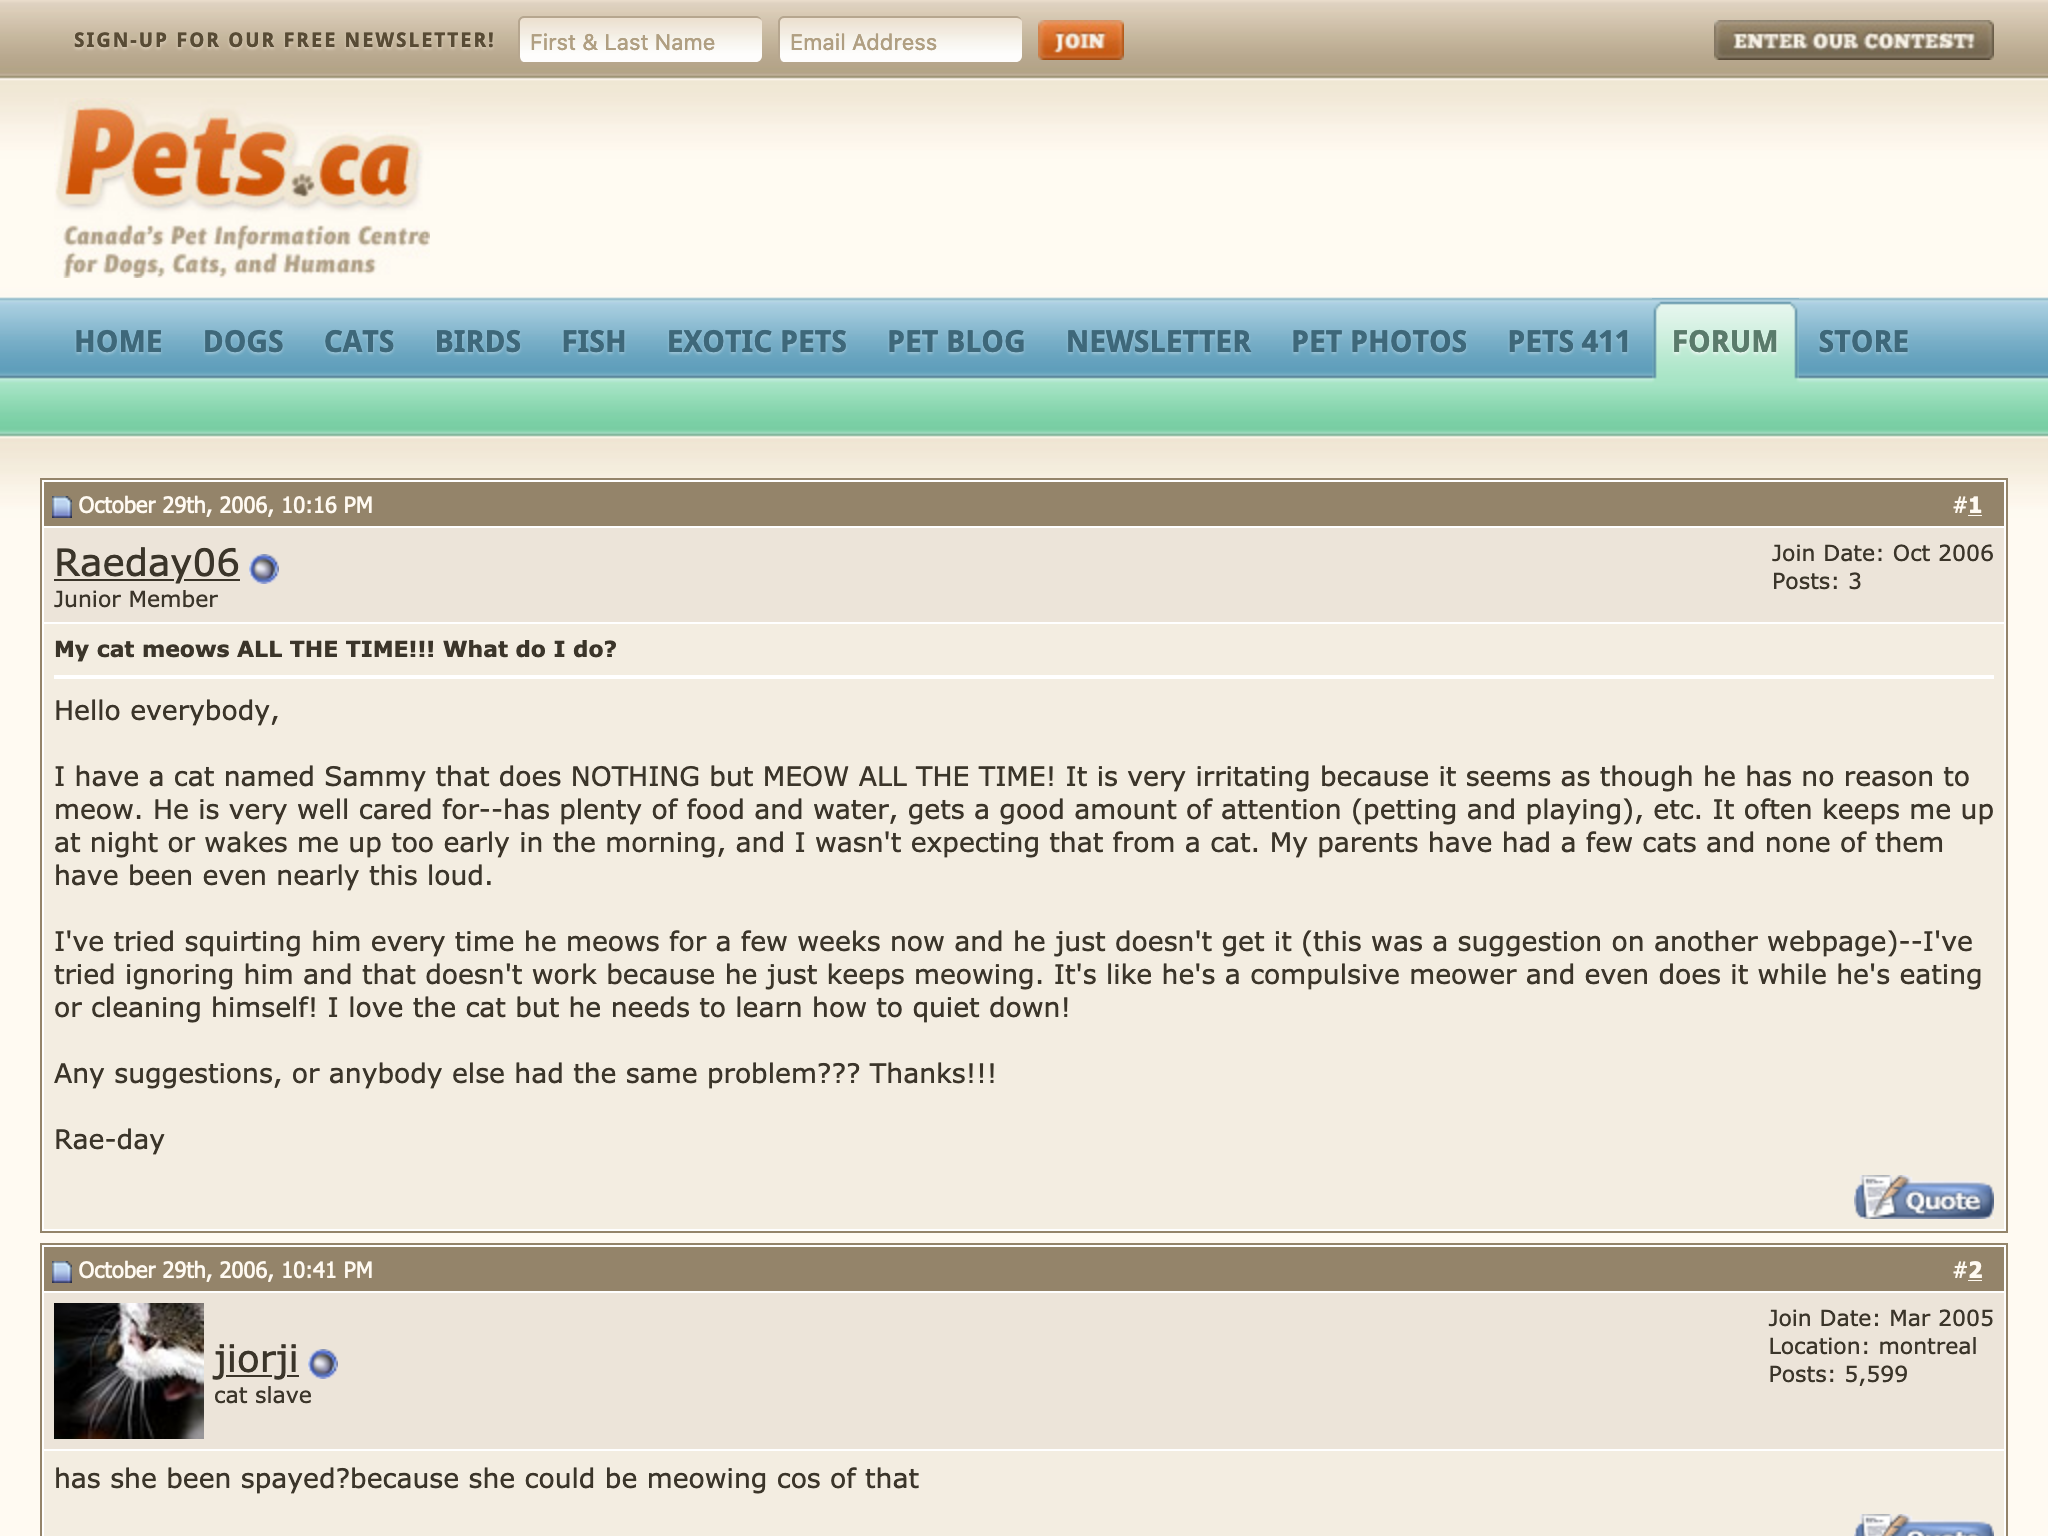 SIGN-UP FOR OUR FREE NEWSLETTER! First & Last Name Email Address JOIN ENTER OUR CONTEST!
Pets.ca
Canada's Pet Information Centre
for Dogs, Cats, and Humans
HOME DOGS CATS BIRDS FISH EXOTIC PETS PET BLOG NEWSLETTER PET PHOTOS PETS 411 FORUM STORE
October 29th, 2006, 10:16 PM #1
Raeday06
Junior Member
Join Date: Oct 2006
Posts: 3
My cat meows ALL THE TIME!!! What do I do?
Hello everybody,
I have a cat named Sammy that does NOTHING but MEOW ALL THE TIME! It is very irritating because it seems as though he has no reason to
meow. He is very well cared for--has plenty of food and water, gets a good amount of attention (petting and playing), etc. It often keeps me up
at night or wakes me up too early in the morning, and I wasn't expecting that from a cat. My parents have had a few cats and none of them
have been even nearly this loud.
I've tried squirting him every time he meows for a few weeks now and he just doesn't get it (this was a suggestion on another webpage)--I've
tried ignoring him and that doesn't work because he just keeps meowing. It's like he's a compulsive meower and even does it while he's eating
or cleaning himself! I love the cat but he needs to learn how to quiet down!
Any suggestions, or anybody else had the same problem??? Thanks!!!
Rae-day
Quote
October 29th, 2006, 10:41 PM #2
jiorji
cat slave
Join Date: Mar 2005
Location: montreal
Posts: 5,599
has she been spayed?because she could be meowing cos of that
Quote